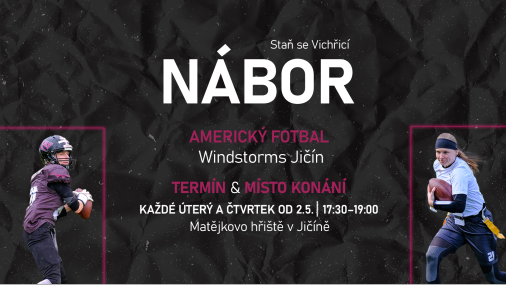 Staň se Vichřicí
NÁBOR
AMERICKÝ FOTBAL
Windstorms Jičín
TERMÍN & MÍSTO KONÁNÍ
KAŽDÉ ÚTERÝ A ČTVRTEK OD 2.5. | 17:30–19:00
Matějkovo hřiště v Jičíně
21